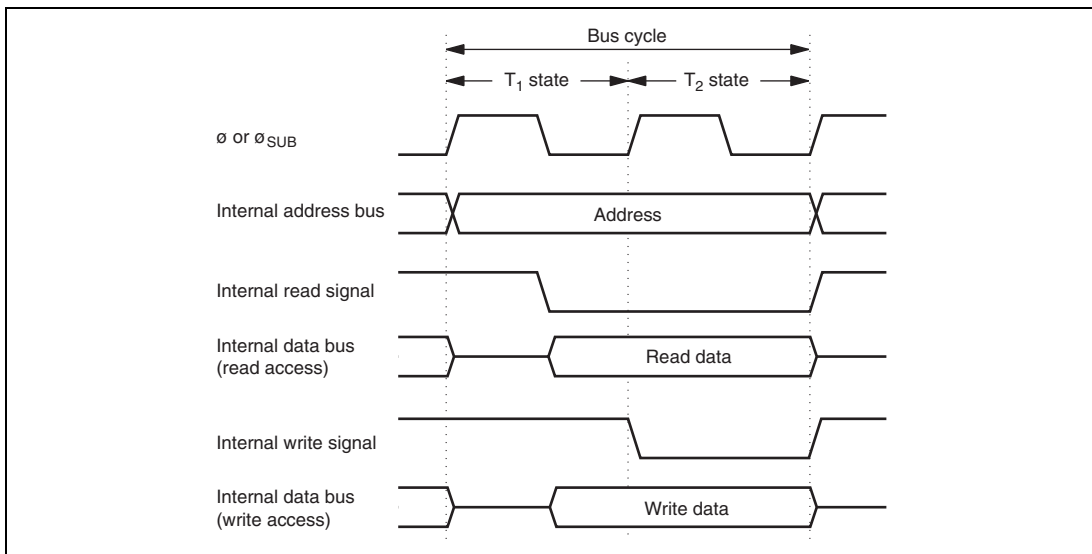 Bus cycle
T₁ state
T₂ state
ø or øSUB
Internal address bus
Address
Internal read signal
Internal data bus
(read access)
Read data
Internal write signal
Internal data bus
(write access)
Write data